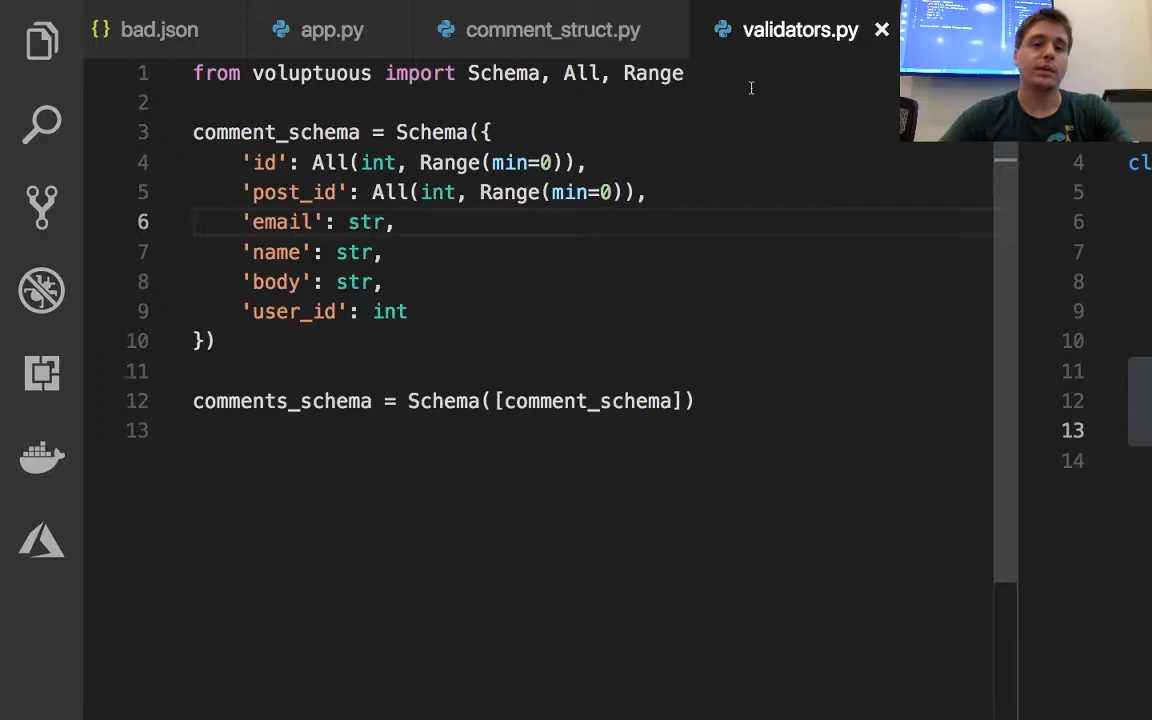 bad.json
app.py
comment_struct.py
validators.py
1 from voluptuous import Schema, All, Range
2
3 comment_schema = Schema({
4 'id': All(int, Range(min=0)),
5 'post_id': All(int, Range(min=0)),
6 'email': str,
7 'name': str,
8 'body': str,
9 'user_id': int
10 })
11
12 comments_schema = Schema([comment_schema])
13
4 cl
5
6
7
8
9
10
11
12
13
14